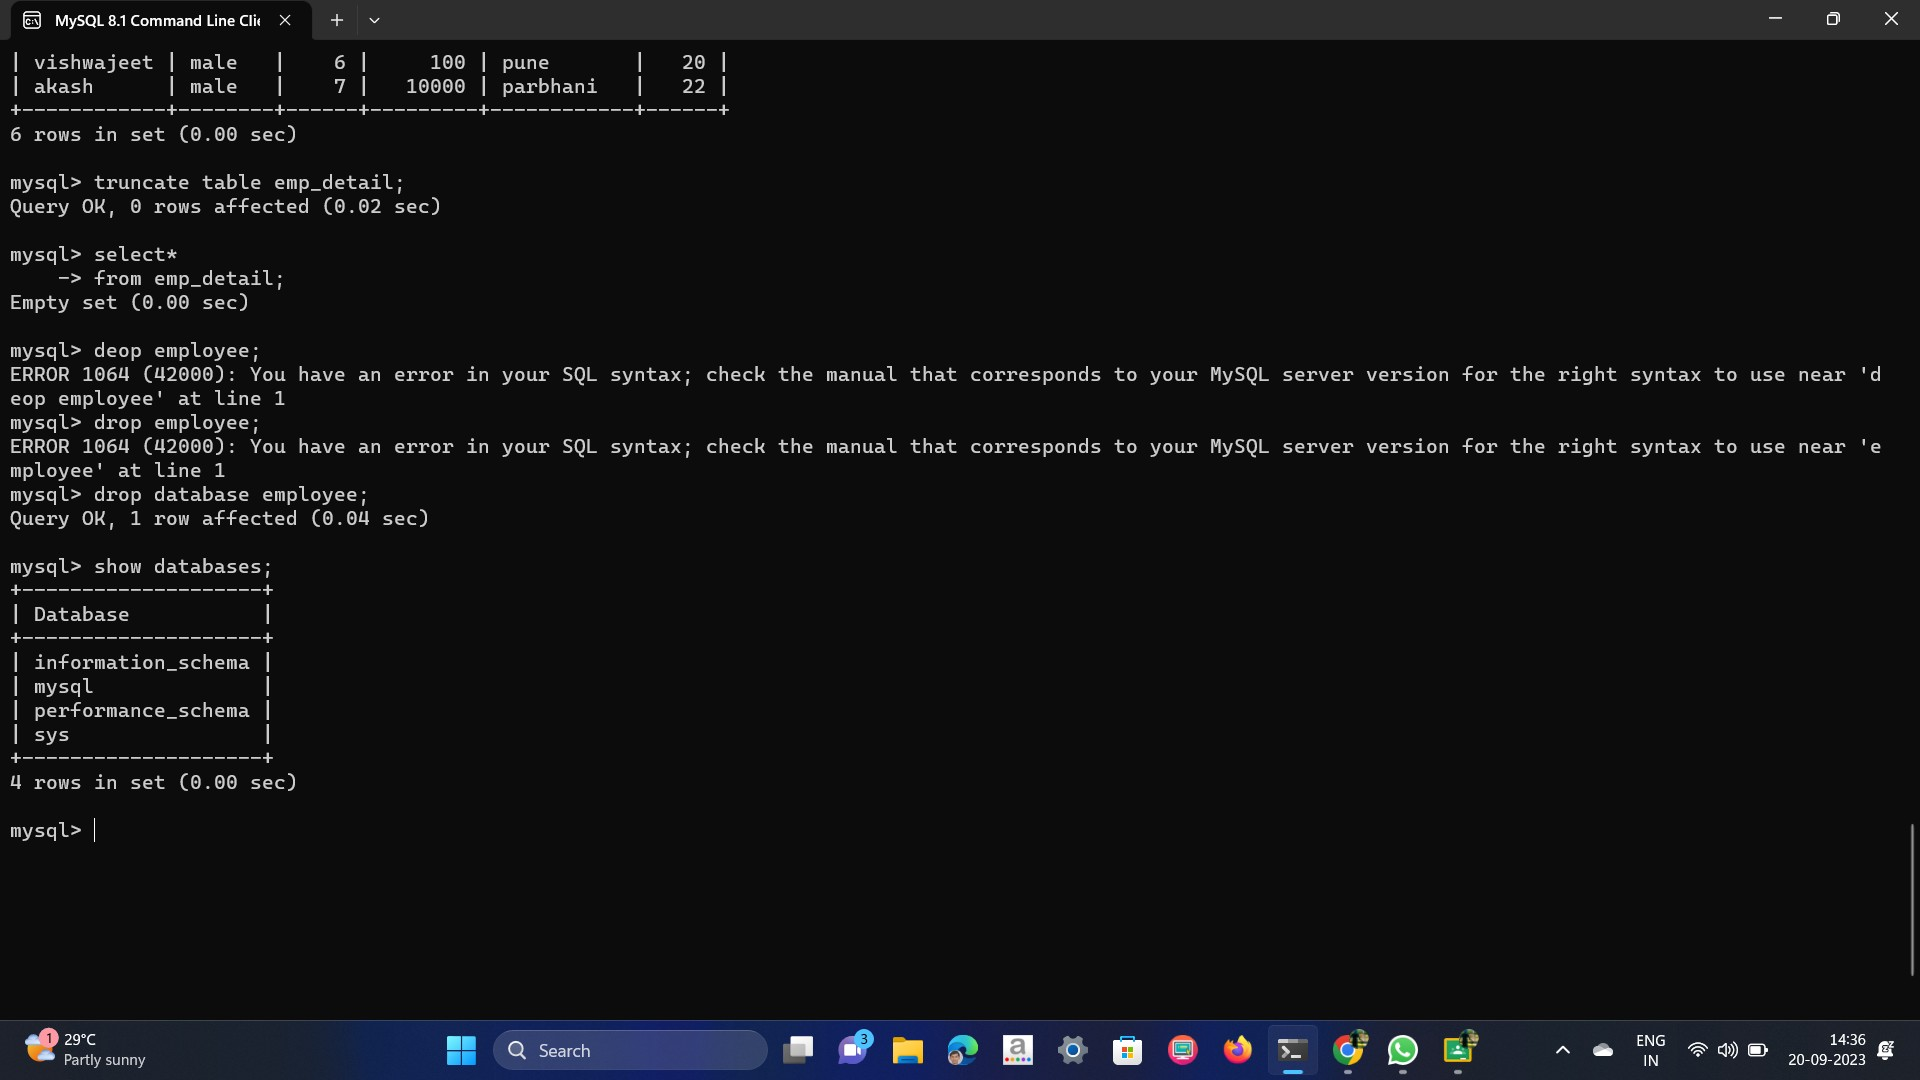 MySQL 8.1 Command Line Clie
| vishwajeet | male   |    6 |     100 | pune       |   20 |
| akash      | male   |    7 |   10000 | parbhani   |   22 |
+------------+--------+------+---------+------------+------+
6 rows in set (0.00 sec)
mysql> truncate table emp_detail;
Query OK, 0 rows affected (0.02 sec)
mysql> select*
    -> from emp_detail;
Empty set (0.00 sec)
mysql> deop employee;
ERROR 1064 (42000): You have an error in your SQL syntax; check the manual that corresponds to your MySQL server version for the right syntax to use near 'd
eop employee' at line 1
mysql> drop employee;
ERROR 1064 (42000): You have an error in your SQL syntax; check the manual that corresponds to your MySQL server version for the right syntax to use near 'e
mployee' at line 1
mysql> drop database employee;
Query OK, 1 row affected (0.04 sec)
mysql> show databases;
+--------------------+
| Database           |
+--------------------+
| information_schema |
| mysql              |
| performance_schema |
| sys                |
+--------------------+
4 rows in set (0.00 sec)
mysql>
1
29°C
Partly sunny
Search
3
a
ENG
IN
14:36
20-09-2023